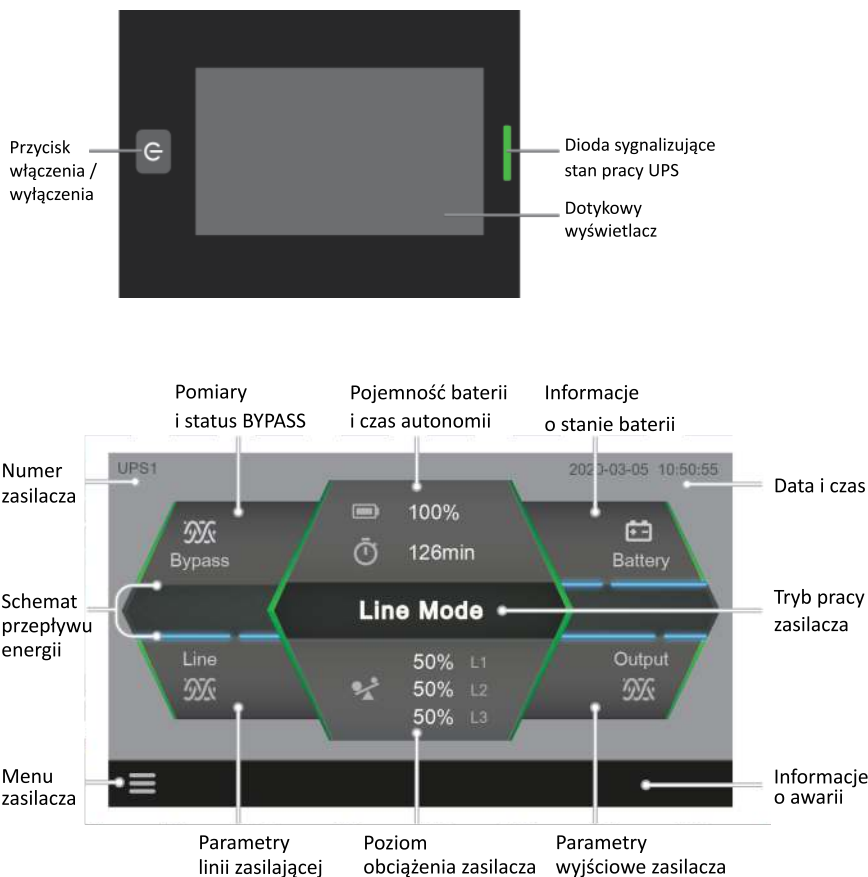 Przycisk
włączenia /
wyłączenia
Dioda sygnalizujące
stan pracy UPS
Dotykowy
wyświetlacz
Pomiary
i status BYPASS
Pojemność baterii
i czas autonomii
Informacje
o stanie baterii
Numer
zasilacza
UPS1
2020-03-05 10:50:55
Data i czas
Bypass
100%
126min
Battery
Schemat
przepływu
energii
Line Mode
Tryb pracy
zasilacza
Line
50% L1
50% L2
50% L3
Output
Menu
zasilacza
Informacje
o awarii
Parametry
linii zasilającej
Poziom
obciążenia zasilacza
Parametry
wyjściowe zasilacza